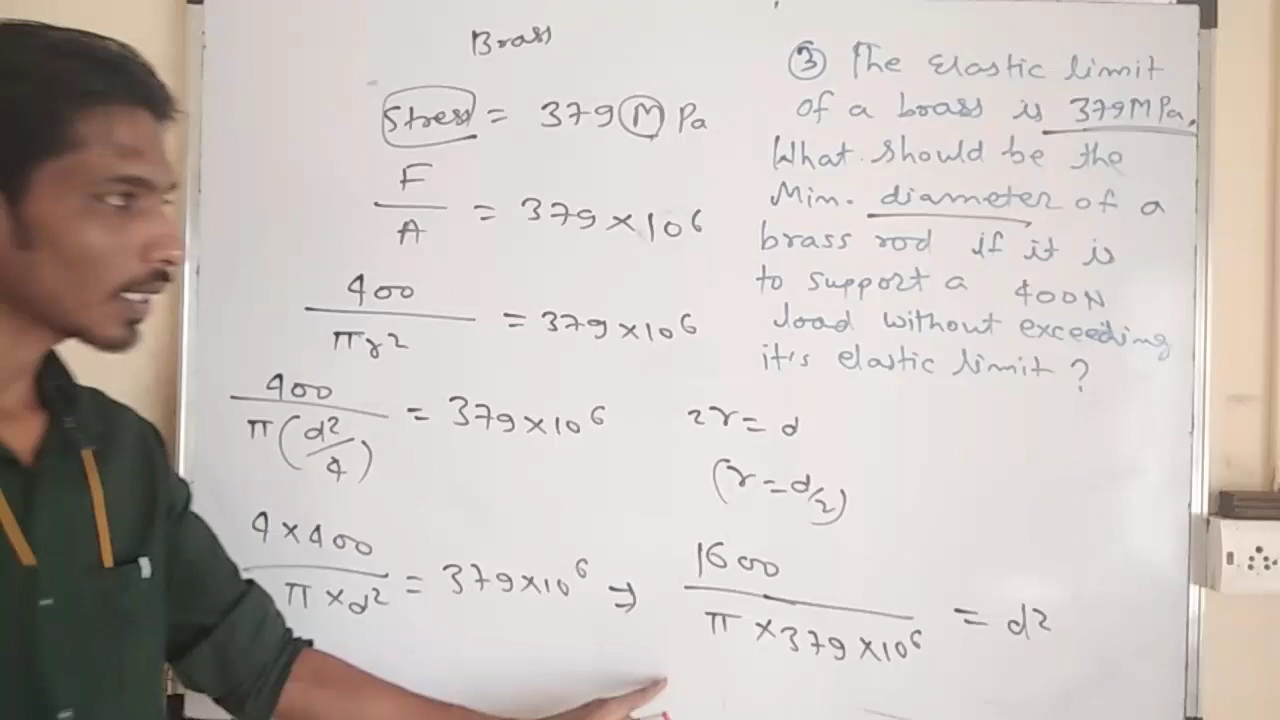 Brass
Stress = 379 M Pa
F/A = 379×10⁶
400/πr² = 379×10⁶
400/π(d²/4) = 379×10⁶
4×400/π×d² = 379×10⁶ ⇒ 1600/π×379×10⁶ = d²
③ The Elastic limit
of a brass is 379MPa.
What should be the
Min. diameter of a
brass rod if it is
to support a 400N
load without exceeding
it's elastic limit?
2r = d
(r = d/2)